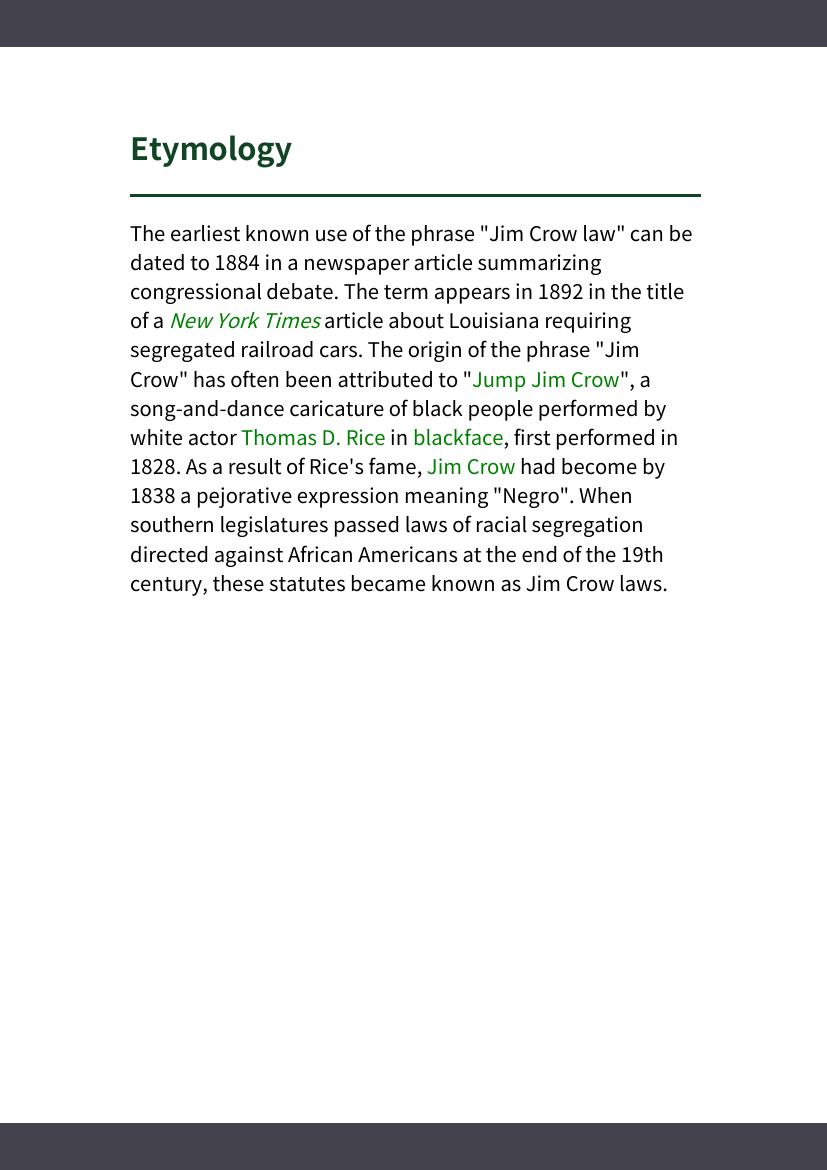 Etymology
The earliest known use of the phrase "Jim Crow law" can be
dated to 1884 in a newspaper article summarizing
congressional debate. The term appears in 1892 in the title
of a New York Times article about Louisiana requiring
segregated railroad cars. The origin of the phrase "Jim
Crow" has often been attributed to "Jump Jim Crow", a
song-and-dance caricature of black people performed by
white actor Thomas D. Rice in blackface, first performed in
1828. As a result of Rice's fame, Jim Crow had become by
1838 a pejorative expression meaning "Negro". When
southern legislatures passed laws of racial segregation
directed against African Americans at the end of the 19th
century, these statutes became known as Jim Crow laws.